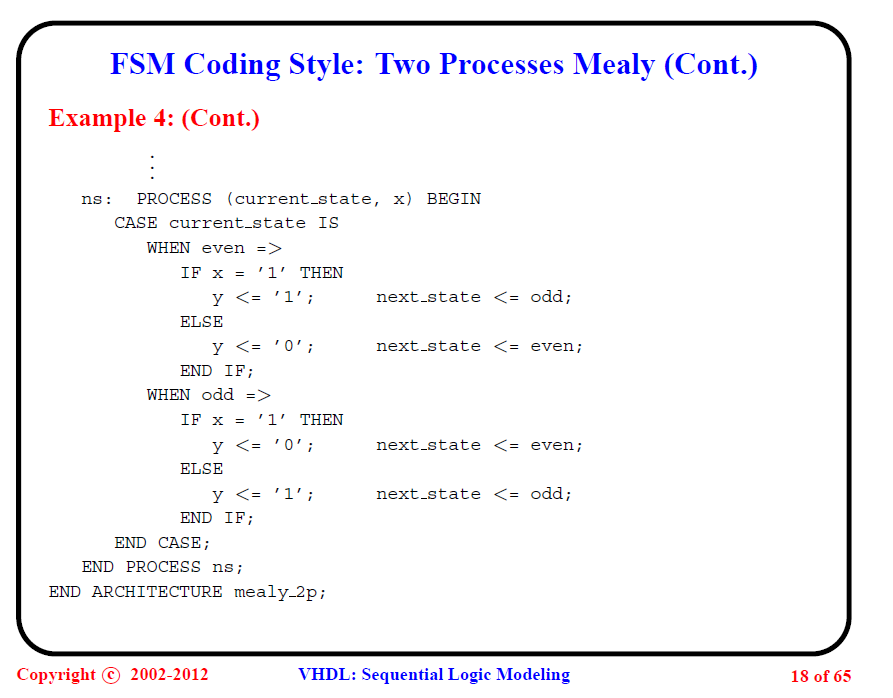 FSM Coding Style: Two Processes Mealy (Cont.)
Example 4: (Cont.)
⋮
ns: PROCESS (current_state, x) BEGIN
CASE current_state IS
WHEN even =>
IF x = ’1’ THEN
y <= ’1’; next_state <= odd;
ELSE
y <= ’0’; next_state <= even;
END IF;
WHEN odd =>
IF x = ’1’ THEN
y <= ’0’; next_state <= even;
ELSE
y <= ’1’; next_state <= odd;
END IF;
END CASE;
END PROCESS ns;
END ARCHITECTURE mealy_2p;
Copyright © 2002-2012 VHDL: Sequential Logic Modeling 18 of 65